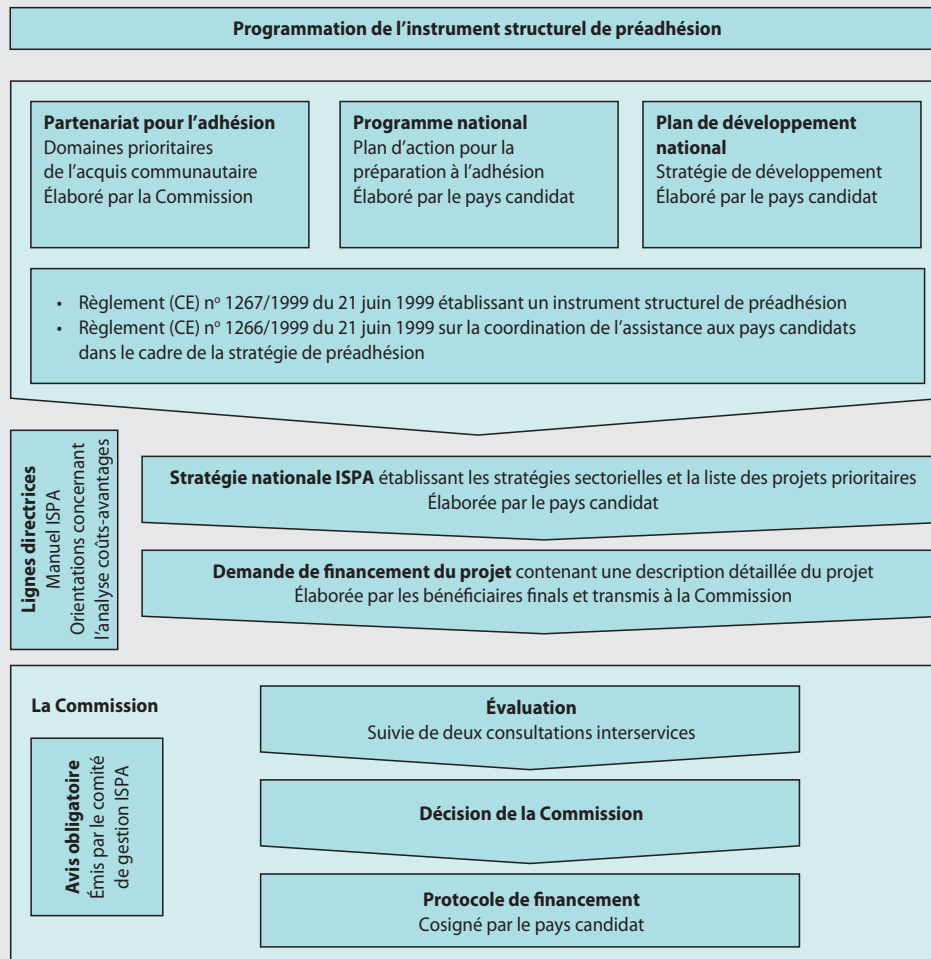 Programmation de l’instrument structurel de préadhésion
Partenariat pour l’adhésion
Domaines prioritaires
de l’acquis communautaire
Élaboré par la Commission
Programme national
Plan d’action pour la
préparation à l’adhésion
Élaboré par le pays candidat
Plan de développement
national
Stratégie de développement
Élaboré par le pays candidat
• Règlement (CE) nº 1267/1999 du 21 juin 1999 établissant un instrument structurel de préadhésion
• Règlement (CE) nº 1266/1999 du 21 juin 1999 sur la coordination de l’assistance aux pays candidats
dans le cadre de la stratégie de préadhésion
Lignes directrices
Manuel ISPA
Orientations concernant
l’analyse coûts-avantages
Stratégie nationale ISPA établissant les stratégies sectorielles et la liste des projets prioritaires
Élaborée par le pays candidat
Demande de financement du projet contenant une description détaillée du projet
Élaborée par les bénéficiaires finals et transmis à la Commission
La Commission
Avis obligatoire
Émis par le comité
de gestion ISPA
Évaluation
Suivie de deux consultations interservices
Décision de la Commission
Protocole de financement
Cosigné par le pays candidat